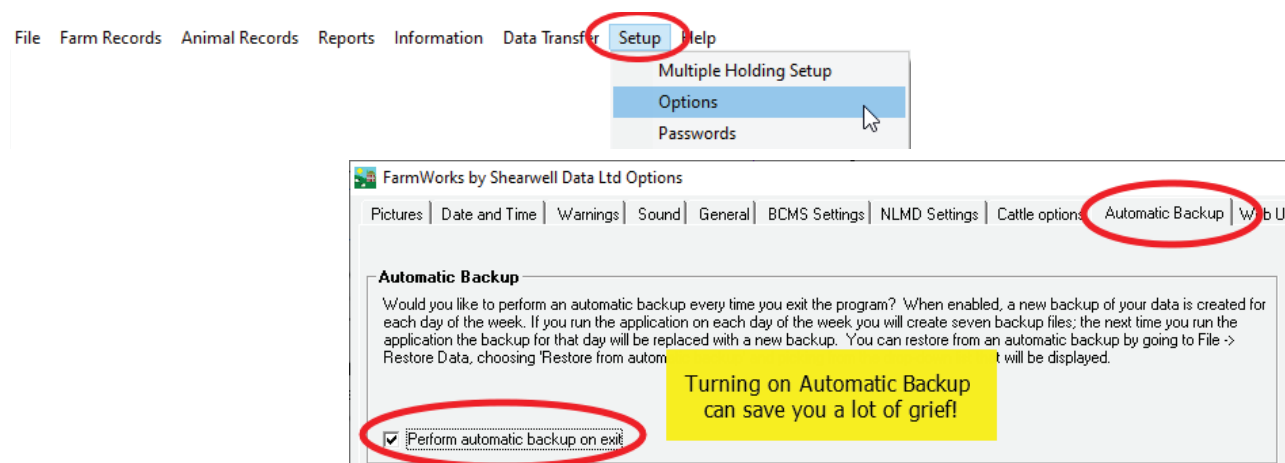 File Farm Records Animal Records Reports Information Data Transfer Setup Help
Multiple Holding Setup
Options
Passwords
FarmWorks by Shearwell Data Ltd Options
Pictures Date and Time Warnings Sound General BCMS Settings NLMD Settings Cattle options Automatic Backup Web U
Automatic Backup
Would you like to perform an automatic backup every time you exit the program? When enabled, a new backup of your data is created for
each day of the week. If you run the application on each day of the week you will create seven backup files; the next time you run the
application the backup for that day will be replaced with a new backup. You can restore from an automatic backup by going to File ->
Restore Data, choosing 'Restore from autom t will be displayed.
Turning on Automatic Backup
can save you a lot of grief!
Perform automatic backup on exit